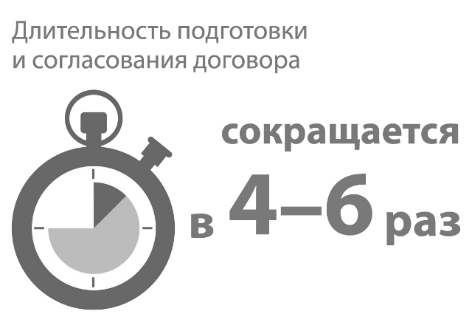 Длительность подготовки
и согласования договора
сокращается
в 4–6 раз